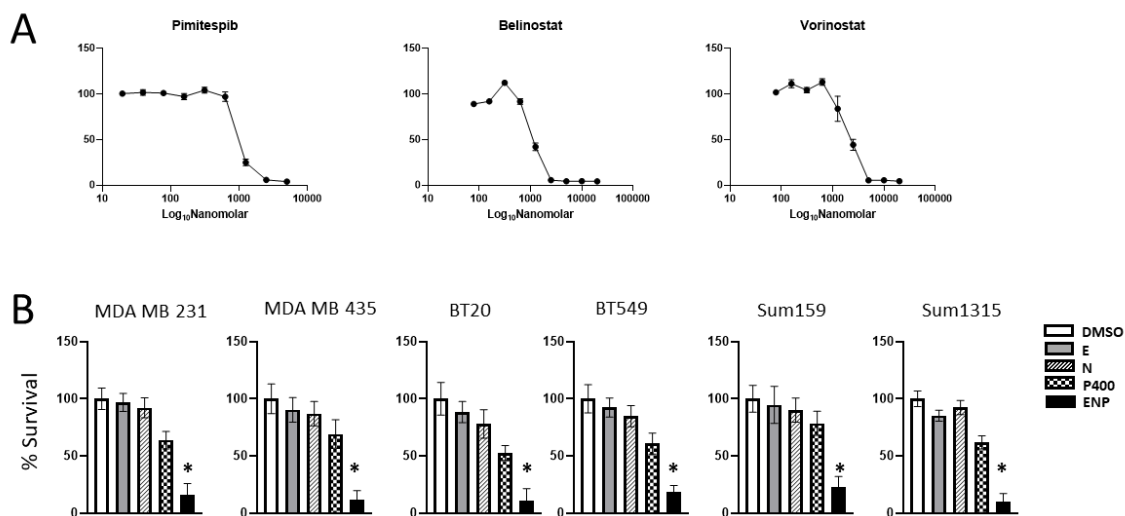 A
Pimitespib
Belinostat
Vorinostat
150
100
50
0
10
100
1000
10000
Log10Nanomolar
150
100
50
0
10
100
1000
10000
100000
Log10Nanomolar
150
100
50
0
10
100
1000
10000
100000
Log10Nanomolar
B
MDA MB 231
MDA MB 435
BT20
BT549
Sum159
Sum1315
% Survival
150
100
50
0
*
150
100
50
0
*
150
100
50
0
*
150
100
50
0
*
150
100
50
0
*
150
100
50
0
*
DMSO
E
N
P400
ENP